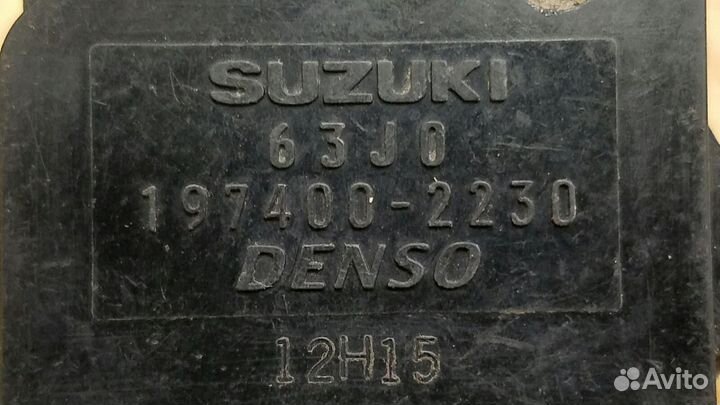 SUZUKI
63J0
197400-2230
DENSO
12H15
Avito